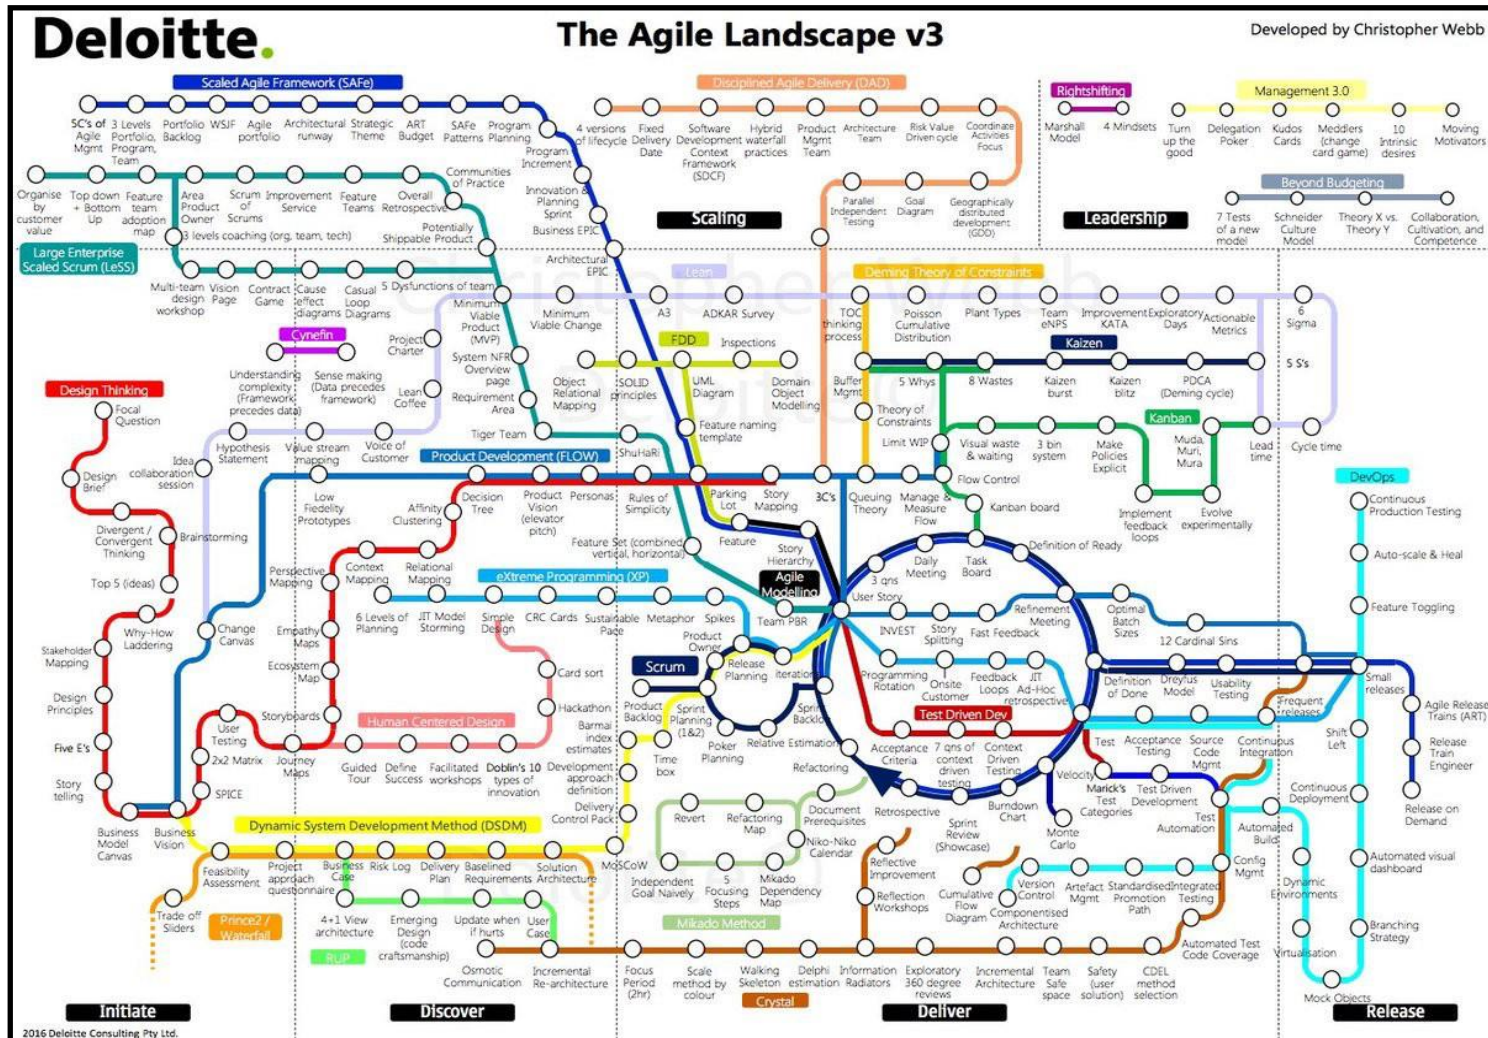 Deloitte.
The Agile Landscape v3
Developed by Christopher Webb
Scaled Agile Framework (SAFe)
5C's of
Agile
Mgmt
3 Levels
Portfolio,
Program,
Team
Portfolio
Backlog
WSJF
Agile
portfolio
Architectural
runway
Strategic
Theme
ART
Budget
SAFe
Patterns
Program
Planning
Program
Increment
Innovation &
Planning
Sprint
Business EPIC
Architectural
EPIC
Disciplined Agile Delivery (DAD)
4 versions
of lifecycle
Fixed
Delivery
Date
Software
Development
Context
Framework
(SDCF)
Hybrid
waterfall
practices
Product
Mgmt
Team
Architecture
Team
Risk Value
Driven cycle
Coordinate
Activities
Focus
Parallel
Independent
Testing
Goal
Diagram
Geographically
distributed
development
(GDD)
Scaling
Rightshifting
Marshall
Model
4 Mindsets
Management 3.0
Turn
up the
good
Delegation
Poker
Kudos
Cards
Meddlers
(change
card game)
10
Intrinsic
desires
Moving
Motivators
Beyond Budgeting
7 Tests
of a new
model
Schneider
Culture
Model
Theory X vs.
Theory Y
Collaboration,
Cultivation, and
Competence
Leadership
Organise
by
customer
value
Top down
+ Bottom
Up
Feature
team
adoption
map
Area
Product
Owner
Scrum
of
Scrums
Improvement
Service
Feature
Teams
Overall
Retrospective
Communities
of Practice
Potentially
Shippable Product
3 levels coaching (org, team, tech)
Large Enterprise
Scaled Scrum (LeSS)
Multi-team
design
workshop
Vision
Page
Contract
Game
Cause
effect
diagrams
Casual
Loop
Diagrams
5 Dysfunctions of team
Minimum
Viable
Product
(MVP)
System NFR
Overview
page
Requirement
Area
Tiger Team
ShuHaRi
Feature Set (combined,
vertical, horizontal)
Team PBR
Lean
Minimum
Viable Change
A3
ADKAR Survey
Deming Theory of Constraints
TOC
thinking
process
Poisson
Cumulative
Distribution
Plant Types
Team
eNPS
Improvement
KATA
Exploratory
Days
Actionable
Metrics
6
Sigma
5 S's
Cycle time
Lead
time
Project
Charter
Lean
Coffee
Voice of
Customer
Value stream
mapping
Hypothesis
Statement
Idea
collaboration
session
Change
Canvas
Cynefin
Understanding
complexity
(Framework
precedes data)
Sense making
(Data precedes
framework)
FDD
Inspections
Object
Relational
Mapping
SOLID
principles
UML
Diagram
Domain
Object
Modelling
Feature naming
template
Parking
Lot
Feature
Kaizen
Buffer
Mgmt
5 Whys
8 Wastes
Kaizen
burst
Kaizen
blitz
PDCA
(Deming cycle)
Theory of
Constraints
Kanban
Limit WIP
Visual waste
& waiting
3 bin
system
Make
Policies
Explicit
Muda,
Muri,
Mura
Implement
feedback
loops
Evolve
experimentally
Flow Control
Kanban board
Design Thinking
Focal
Question
Design
Brief
Divergent /
Convergent
Thinking
Brainstorming
Top 5 (ideas)
Why-How
Laddering
Stakeholder
Mapping
Design
Principles
Five E's
Story
telling
Business
Model
Canvas
Business
Vision
SPICE
2x2 Matrix
User
Testing
Journey
Maps
Storyboards
Ecosystem
Map
Empathy
Maps
Perspective
Mapping
Context
Mapping
Relational
Mapping
Affinity
Clustering
Product Development (FLOW)
Low
Fiedelity
Prototypes
Decision
Tree
Product
Vision
(elevator
pitch)
Personas
Rules of
Simplicity
Story
Mapping
3C's
Queuing
Theory
Manage &
Measure
Flow
Story
Hierarchy
Agile
Modelling
eXtreme Programming (XP)
6 Levels of
Planning
JIT Model
Storming
Simple
Design
CRC Cards
Sustainable
Pace
Metaphor
Spikes
Product
Owner
Release
Planning
Iteration
Human Centered Design
Card sort
Hackathon
Guided
Tour
Define
Success
Facilitated
workshops
Doblin's 10
types of
innovation
Scrum
Product
Backlog
Sprint
Planning
(1&2)
Poker
Planning
Relative Estimation
Sprint
Backlog
3 qns
Daily
Meeting
Task
Board
Definition of Ready
User Story
INVEST
Story
Splitting
Fast Feedback
Refinement
Meeting
Optimal
Batch
Sizes
12 Cardinal Sins
Programming
Rotation
Onsite
Customer
Feedback
Loops
JIT
Ad-Hoc
retrospective
Definition
of Done
Dreyfus
Model
Usability
Testing
Frequent
releases
Small
releases
Test Driven Dev
Acceptance
Criteria
7 qns of
context
driven
testing
Context
Driven
Testing
Test
Acceptance
Testing
Source
Code
Mgmt
Continuous
Integration
Velocity
Marick's
Test
Categories
Test Driven
Development
Test
Automation
Monte
Carlo
Burndown
Chart
Sprint
Review
(Showcase)
Retrospective
Refactoring
DevOps
Continuous
Production Testing
Auto-scale & Heal
Feature Toggling
Agile Release
Trains (ART)
Release
Train
Engineer
Release on
Demand
Shift
Left
Continuous
Deployment
Automated visual
dashboard
Branching
Strategy
Mock Objects
Virtualisation
Dynamic
Environments
Automated
Build
Config
Mgmt
Version
Control
Artefact
Mgmt
Standardised
Promotion
Path
Integrated
Testing
Componentised
Architecture
Cumulative
Flow
Diagram
Automated Test
Code Coverage
Dynamic System Development Method (DSDM)
Feasibility
Assessment
Project
approach
questionnaire
Business
Case
Risk Log
Delivery
Plan
Baselined
Requirements
Solution
Architecture
MoSCoW
Delivery
Control Pack
Development
approach
definition
Barmai
index
estimates
Time
box
Trade off
Sliders
Prince2 /
Waterfall
RUP
4+1 View
architecture
Emerging
Design
(code
craftsmanship)
Update when
if hurts
User
Case
Mikado Method
Revert
Refactoring
Map
Document
Prerequisites
Niko-Niko
Calendar
Independent
Goal Naively
5
Focusing
Steps
Mikado
Dependency
Map
Reflective
Improvement
Reflection
Workshops
Crystal
Osmotic
Communication
Incremental
Re-architecture
Focus
Period
(2hr)
Scale
method by
colour
Walking
Skeleton
Delphi
estimation
Information
Radiators
Exploratory
360 degree
reviews
Incremental
Architecture
Team
Safe
space
Safety
(user
solution)
CDEL
method
selection
Initiate
Discover
Deliver
Release
2016 Deloitte Consulting Pty Ltd.